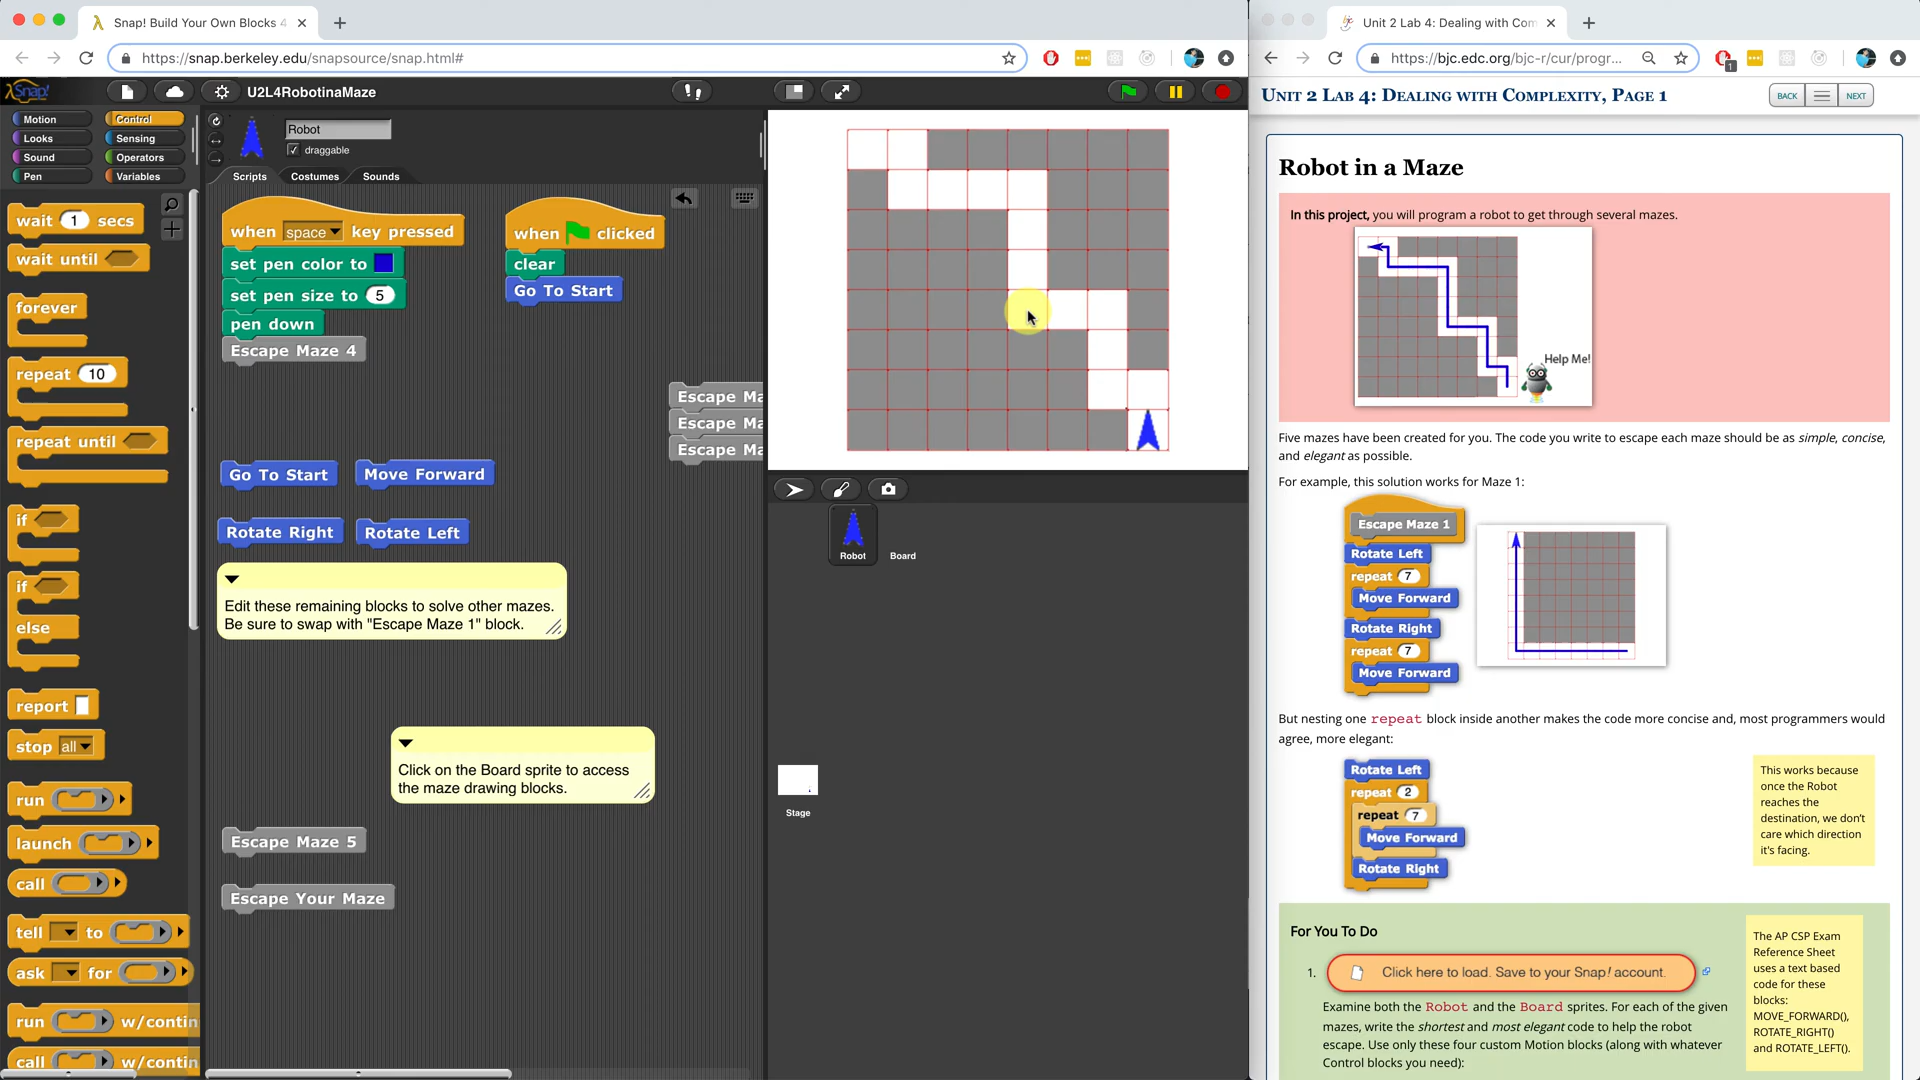 Snap! Build Your Own Blocks 4
https://snap.berkeley.edu/snapsource/snap.html#
Snap!
U2L4RobotinaMaze
Motion
Control
Looks
Sensing
Sound
Operators
Pen
Variables
wait 1 secs
wait until
forever
repeat 10
repeat until
if
if
else
report
stop all
run
launch
call
tell to
ask for
run w/contin
call w/contin
Robot
draggable
Scripts
Costumes
Sounds
when space key pressed
set pen color to
set pen size to 5
pen down
Escape Maze 4
when clicked
clear
Go To Start
Escape Ma
Escape Ma
Escape Ma
Go To Start
Move Forward
Rotate Right
Rotate Left
Edit these remaining blocks to solve other mazes.
Be sure to swap with "Escape Maze 1" block.
Click on the Board sprite to access
the maze drawing blocks.
Escape Maze 5
Escape Your Maze
Robot
Board
Stage
Unit 2 Lab 4: Dealing with Com
https://bjc.edc.org/bjc-r/cur/progr...
1
Unit 2 Lab 4: Dealing with Complexity, Page 1
BACK
NEXT
Robot in a Maze
In this project, you will program a robot to get through several mazes.
Help Me!
Five mazes have been created for you. The code you write to escape each maze should be as simple, concise,
and elegant as possible.
For example, this solution works for Maze 1:
Escape Maze 1
Rotate Left
repeat 7
Move Forward
Rotate Right
repeat 7
Move Forward
But nesting one repeat block inside another makes the code more concise and, most programmers would
agree, more elegant:
Rotate Left
repeat 2
repeat 7
Move Forward
Rotate Right
This works because
once the Robot
reaches the
destination, we don't
care which direction
it's facing.
For You To Do
1.
Click here to load. Save to your Snap! account.
Examine both the Robot and the Board sprites. For each of the given
mazes, write the shortest and most elegant code to help the robot
escape. Use only these four custom Motion blocks (along with whatever
Control blocks you need):
The AP CSP Exam
Reference Sheet
uses a text based
code for these
blocks:
MOVE_FORWARD(),
ROTATE_RIGHT()
and ROTATE_LEFT().